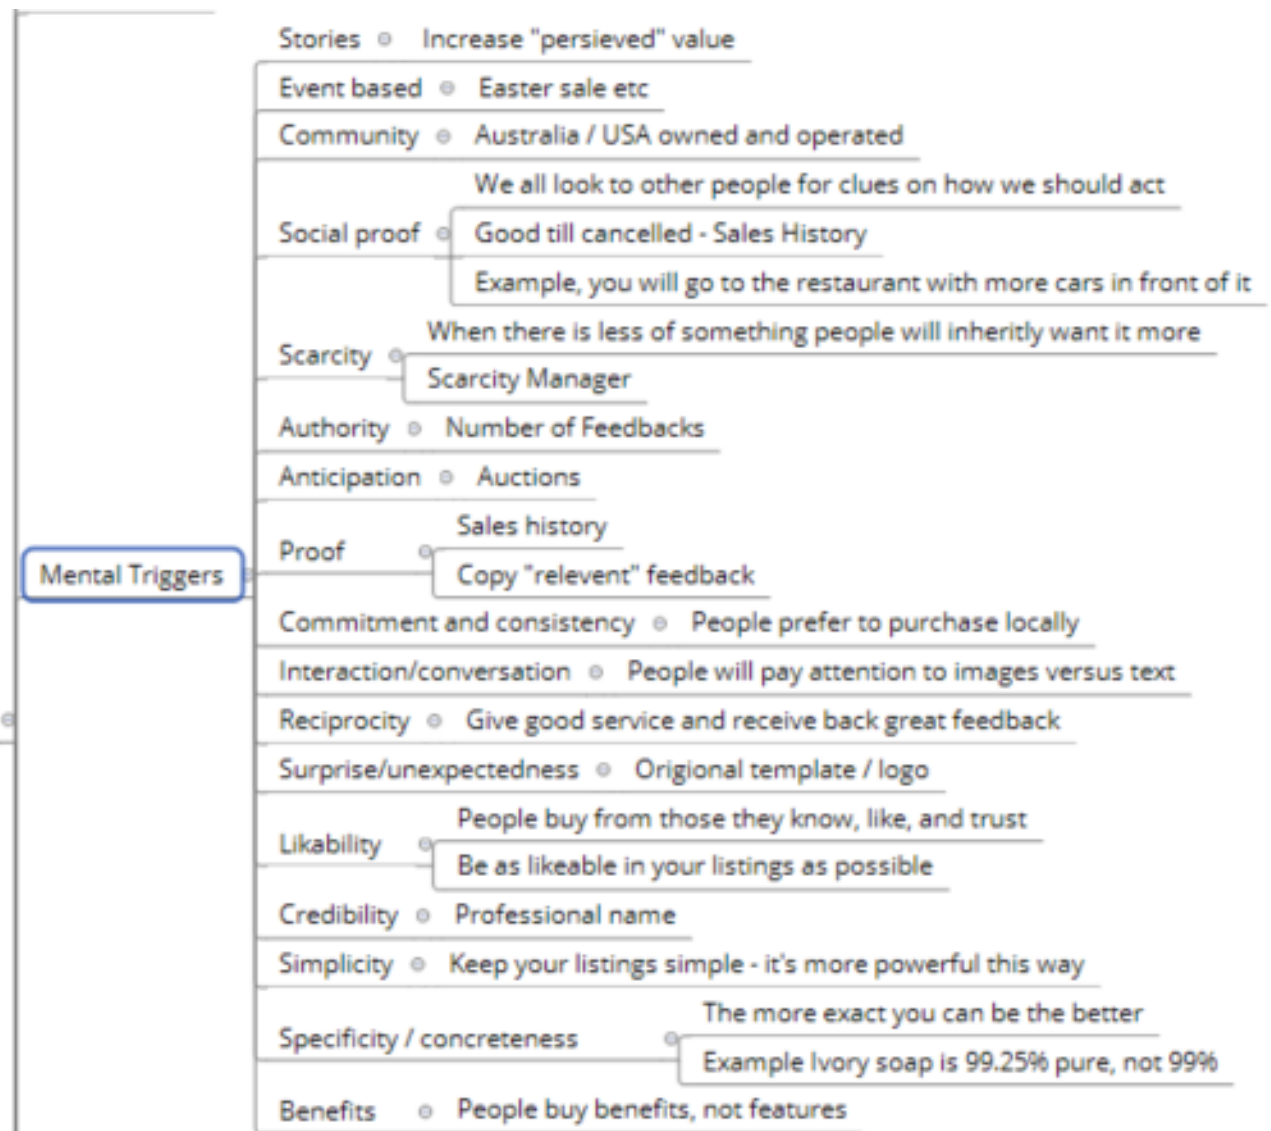 Stories Increase "persieved" value
Event based Easter sale etc
Community Australia / USA owned and operated
Social proof
We all look to other people for clues on how we should act
Good till cancelled - Sales History
Example, you will go to the restaurant with more cars in front of it
Scarcity
When there is less of something people will inheritly want it more
Scarcity Manager
Authority Number of Feedbacks
Anticipation Auctions
Mental Triggers
Proof
Sales history
Copy "relevent" feedback
Commitment and consistency People prefer to purchase locally
Interaction/conversation People will pay attention to images versus text
Reciprocity Give good service and receive back great feedback
Surprise/unexpectedness Origional template / logo
Likability
People buy from those they know, like, and trust
Be as likeable in your listings as possible
Credibility Professional name
Simplicity Keep your listings simple - it's more powerful this way
Specificity / concreteness
The more exact you can be the better
Example Ivory soap is 99.25% pure, not 99%
Benefits People buy benefits, not features